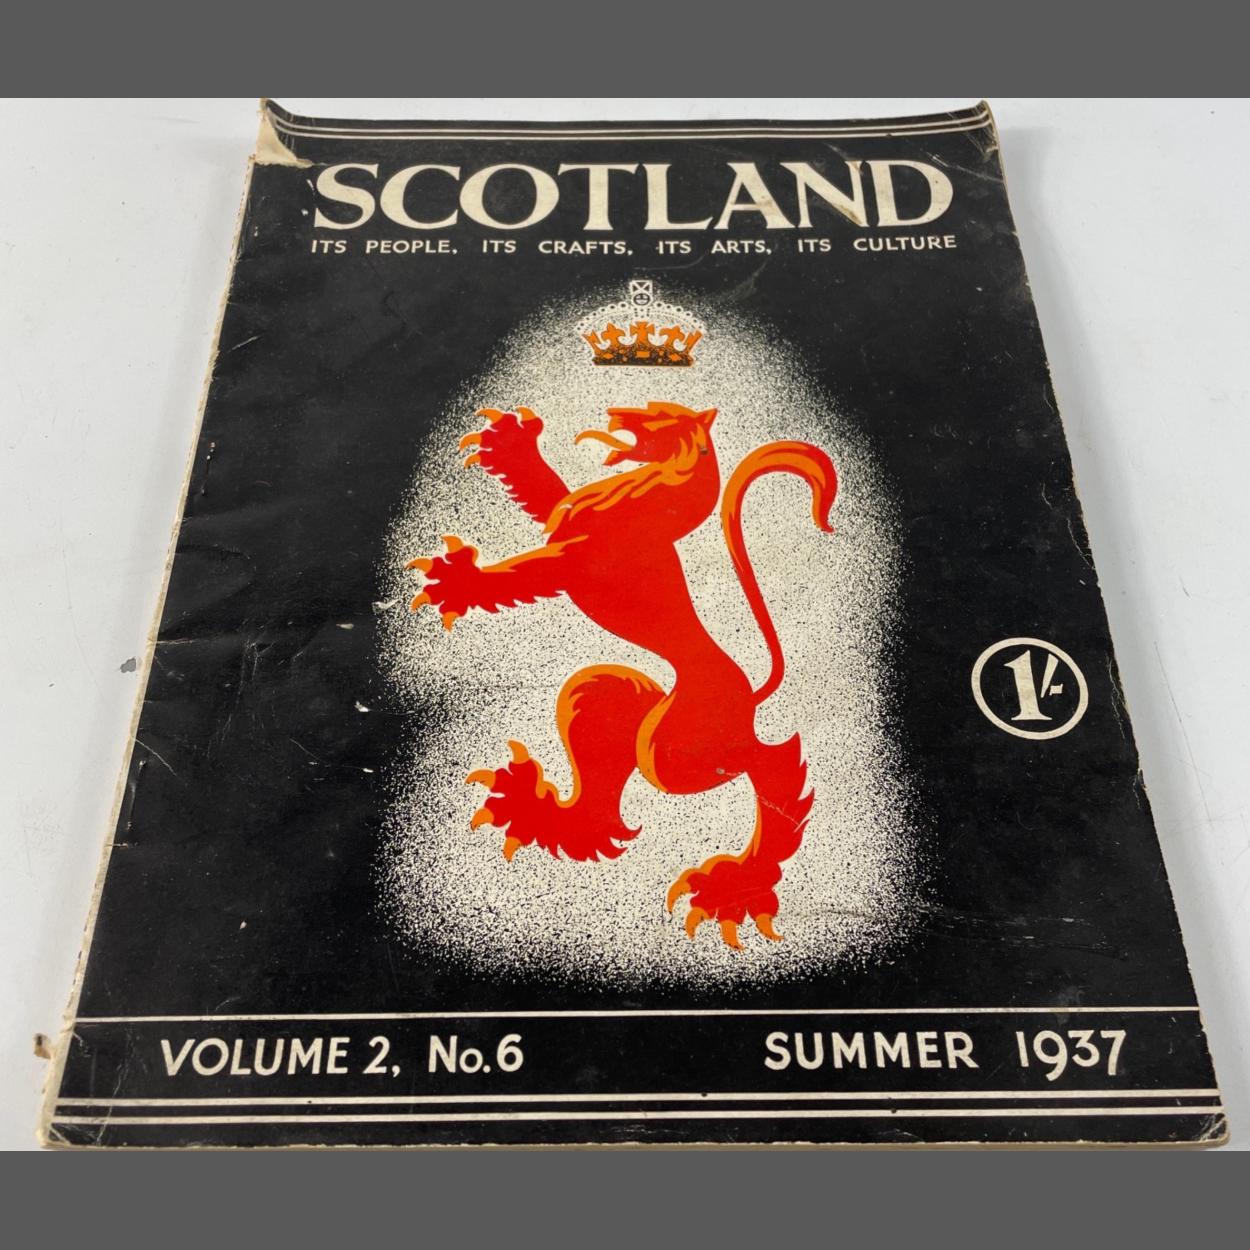 SCOTLAND
ITS PEOPLE, ITS CRAFTS, ITS ARTS, ITS CULTURE
1/-
VOLUME 2, No. 6
SUMMER 1937